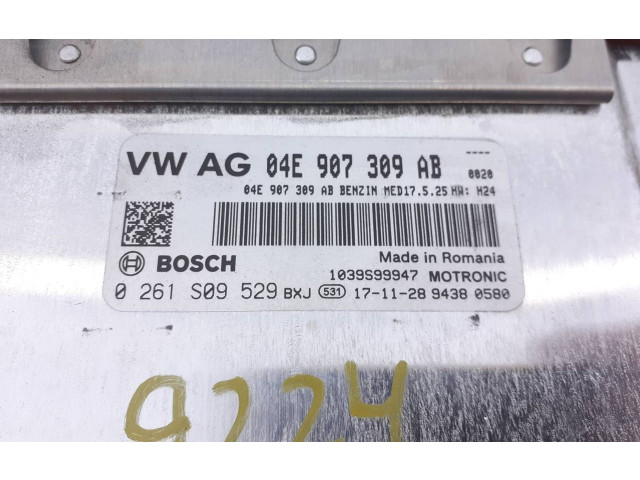 VW AG 04E 907 309 AB ----
0020
04E 907 309 AB BENZIN MED17.5.25 HW: H24
BOSCH
Made in Romania
1039S99947 MOTRONIC
0 261 S09 529 BXJ 531 17-11-28 9438 0580
9224